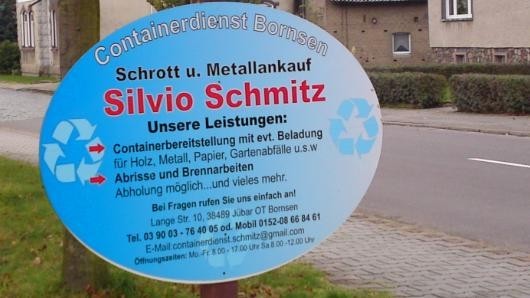 Containerdienst Bornsen
Schrott u. Metallankauf
Silvio Schmitz
Unsere Leistungen:
Containerbereitstellung mit evt. Beladung
für Holz, Metall, Papier, Gartenabfälle u.s.w
Abrisse und Brennarbeiten
Abholung möglich...und vieles mehr.
Bei Fragen rufen Sie uns einfach an!
Lange Str. 10, 38489 Jübar OT Bornsen
Tel. 03 90 03 - 76 40 05 od. Mobil 0152-08 66 84 61
E-Mail:containerdienst.schmitz@gmail.com
Öffnungszeiten: Mo.-Fr. 8.00 - 17.00 Uhr Sa 8.00 -12.00 Uhr